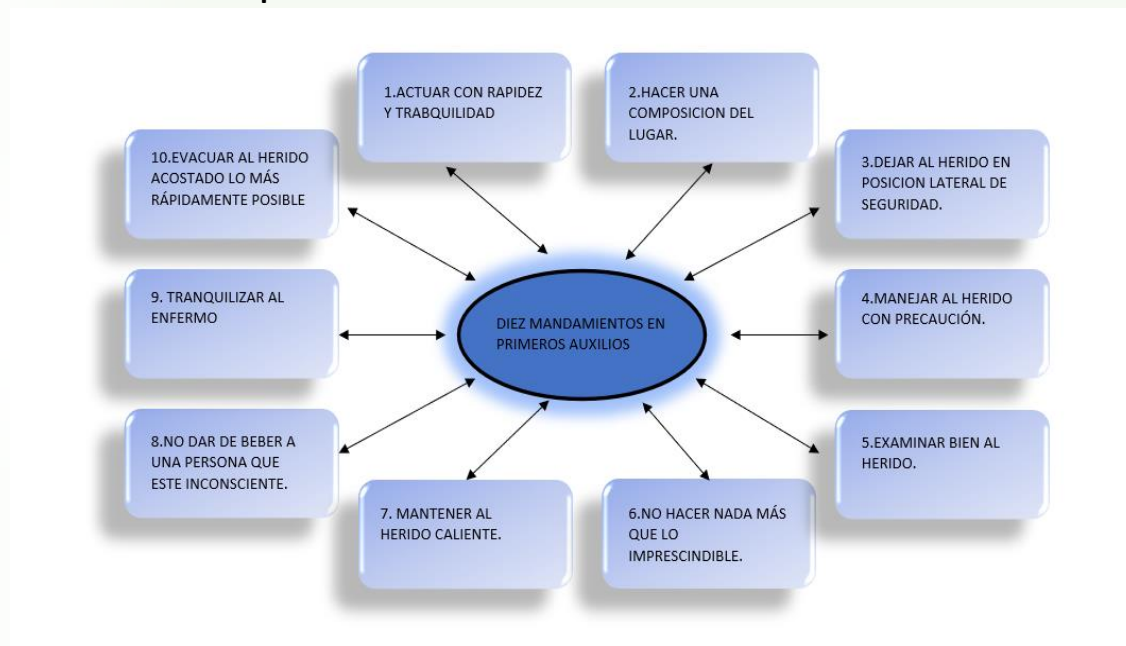 1.ACTUAR CON RAPIDEZ
Y TRABQUILIDAD
2.HACER UNA
COMPOSICION DEL
LUGAR.
3.DEJAR AL HERIDO EN
POSICION LATERAL DE
SEGURIDAD.
4.MANEJAR AL HERIDO
CON PRECAUCIÓN.
5.EXAMINAR BIEN AL
HERIDO.
6.NO HACER NADA MÁS
QUE LO
IMPRESCINDIBLE.
7. MANTENER AL
HERIDO CALIENTE.
8.NO DAR DE BEBER A
UNA PERSONA QUE
ESTE INCONSCIENTE.
9. TRANQUILIZAR AL
ENFERMO
10.EVACUAR AL HERIDO
ACOSTADO LO MÁS
RÁPIDAMENTE POSIBLE
DIEZ MANDAMIENTOS EN
PRIMEROS AUXILIOS